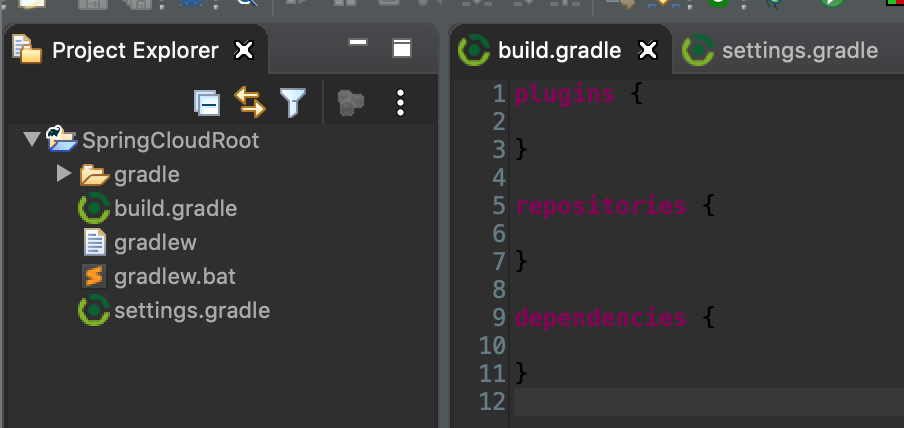 Project Explorer
SpringCloudRoot
gradle
build.gradle
gradlew
gradlew.bat
settings.gradle
build.gradle
settings.gradle
1 plugins {
2
3 }
4
5 repositories {
6
7 }
8
9 dependencies {
10
11 }
12